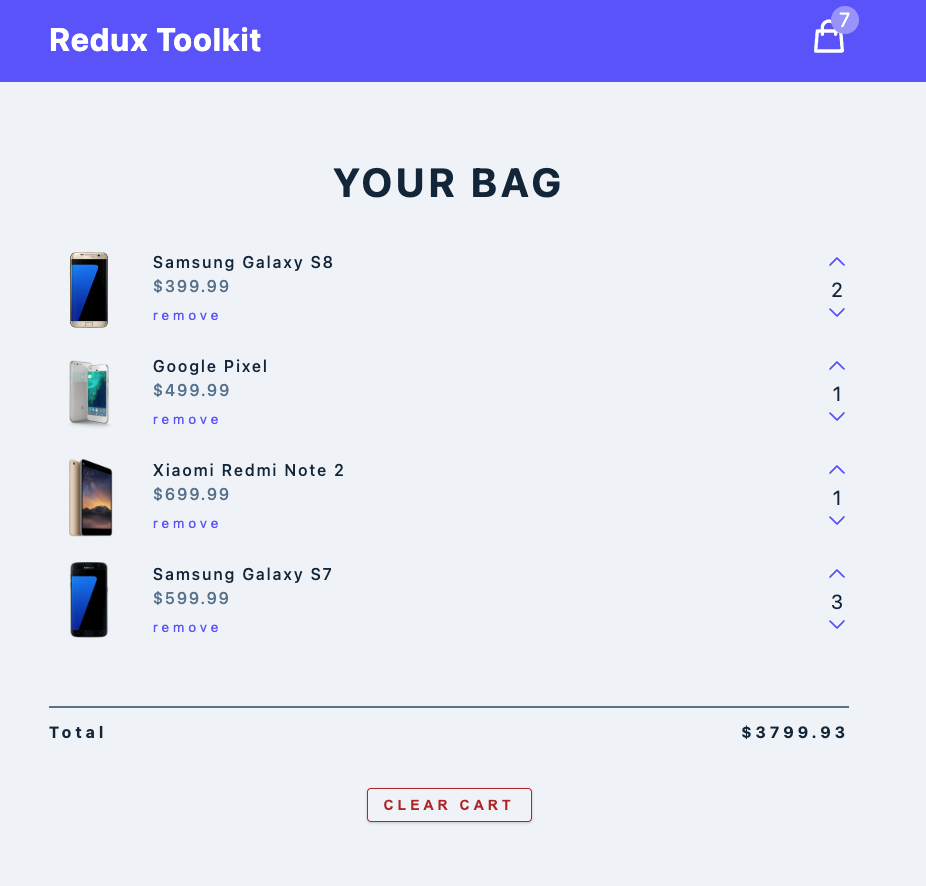 Redux Toolkit
7
YOUR BAG
Samsung Galaxy S8
$399.99
remove
2
Google Pixel
$499.99
remove
1
Xiaomi Redmi Note 2
$699.99
remove
1
Samsung Galaxy S7
$599.99
remove
3
Total
$3799.93
CLEAR CART